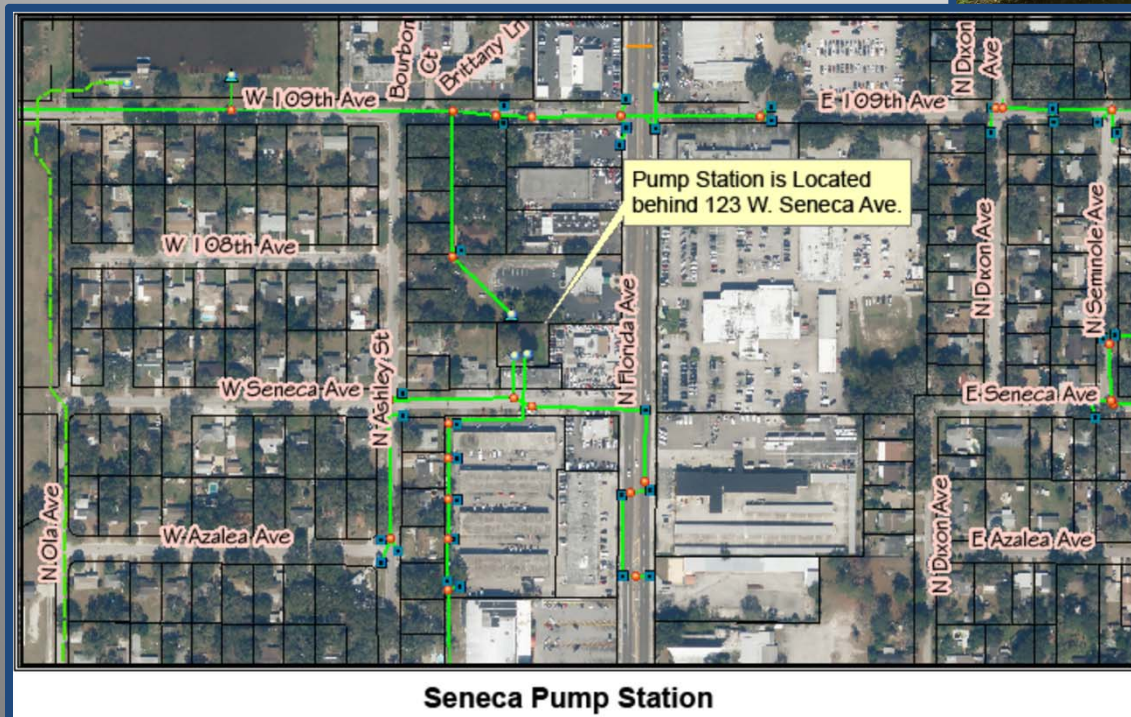 Bourbon
Ct
Brittany Ln
N Dixon
Ave
W 109th Ave
E 109th Ave
Pump Station is Located
behind 123 W. Seneca Ave.
W 108th Ave
N Dixon Ave
N Seminole Ave
N Florida Ave
N Ashley St
W Seneca Ave
E Seneca Ave
N Ola Ave
W Azalea Ave
N Dixon Ave
E Azalea Ave
Seneca Pump Station